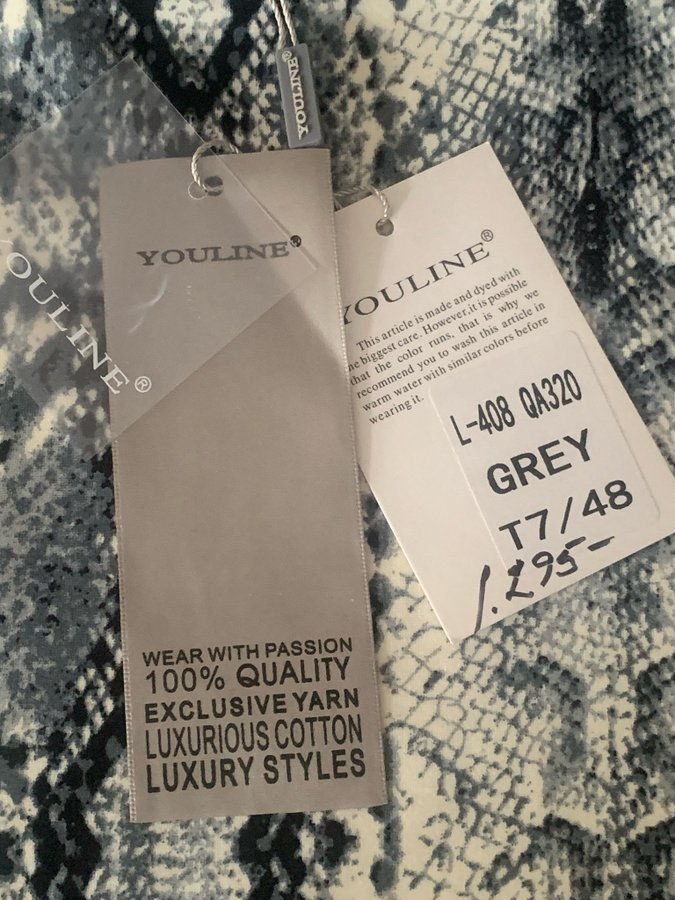 YOULINE®
YOULINE®
WEAR WITH PASSION
100% QUALITY
EXCLUSIVE YARN
LUXURIOUS COTTON
LUXURY STYLES
YOULINE®
YOULINE®
This article is made and dyed with
the biggest care. However,it is possible
that the color runs, that is why we
recommend you to wash this article in
warm water with similar colors before
wearing it.
L-408 QA320
GREY
T7/48
1.295-